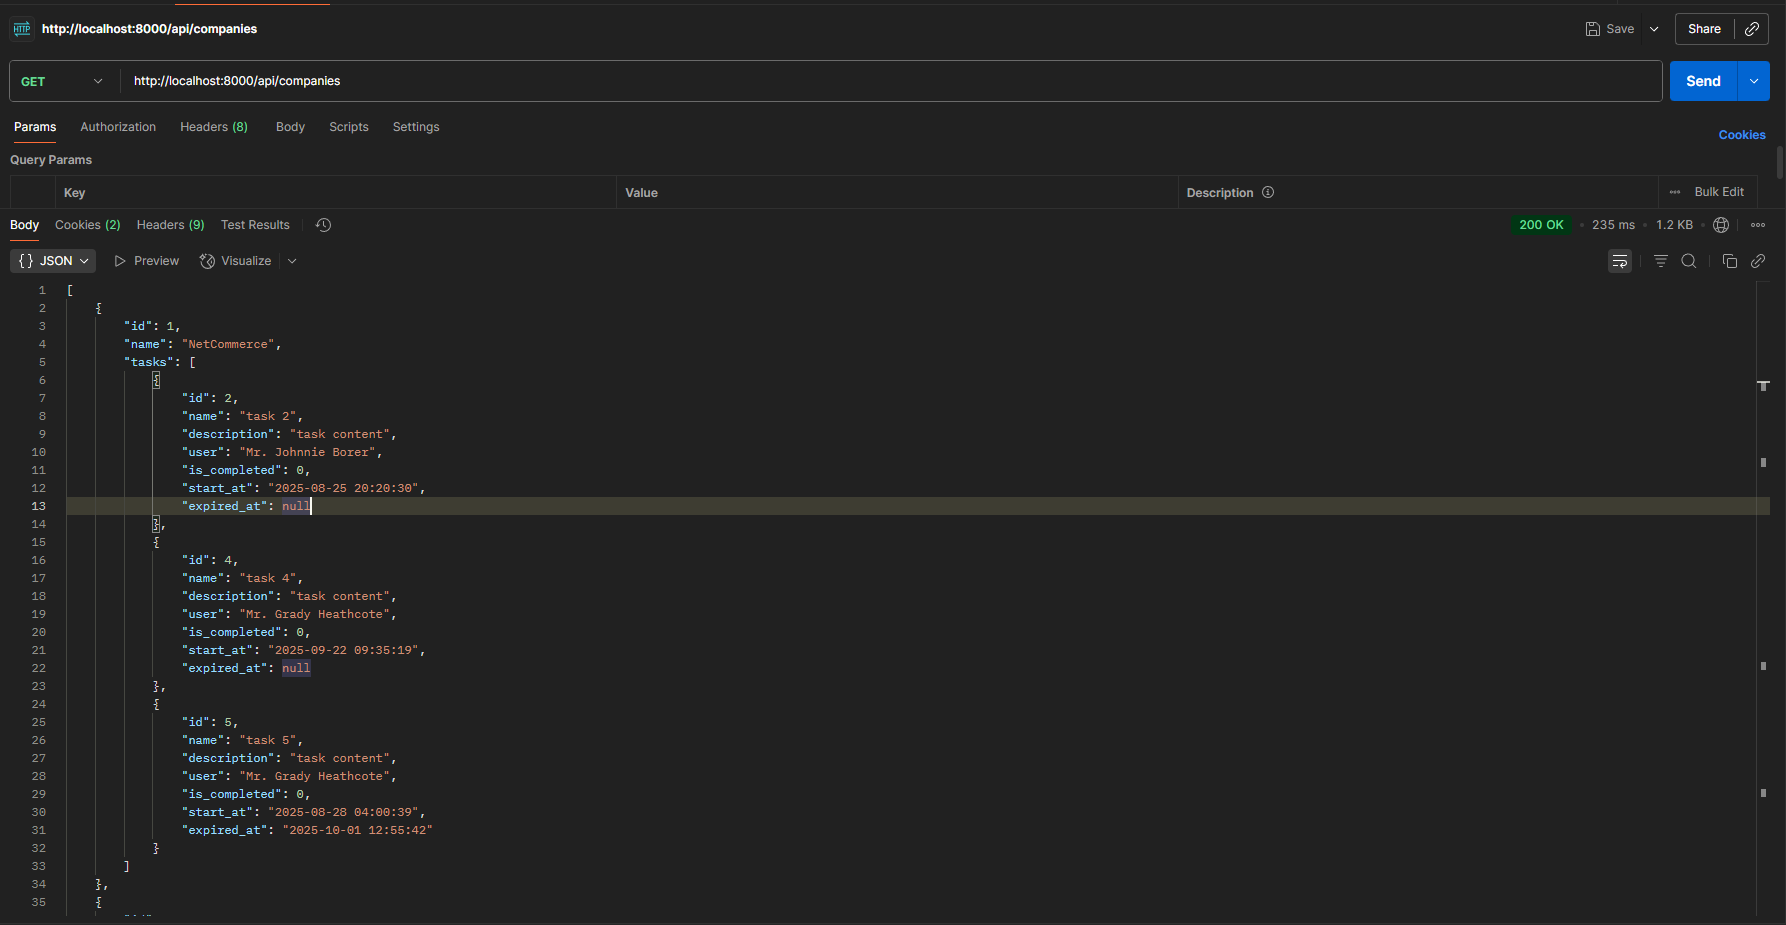 HTTP http://localhost:8000/api/companies Save Share
GET http://localhost:8000/api/companies Send
Params Authorization Headers (8) Body Scripts Settings Cookies
Query Params
Key Value Description Bulk Edit
Body Cookies (2) Headers (9) Test Results 200 OK • 235 ms • 1.2 KB •
{} JSON Preview Visualize
1 [
2 {
3 "id": 1,
4 "name": "NetCommerce",
5 "tasks": [
6 {
7 "id": 2,
8 "name": "task 2",
9 "description": "task content",
10 "user": "Mr. Johnnie Borer",
11 "is_completed": 0,
12 "start_at": "2025-08-25 20:20:30",
13 "expired_at": null
14 },
15 {
16 "id": 4,
17 "name": "task 4",
18 "description": "task content",
19 "user": "Mr. Grady Heathcote",
20 "is_completed": 0,
21 "start_at": "2025-09-22 09:35:19",
22 "expired_at": null
23 },
24 {
25 "id": 5,
26 "name": "task 5",
27 "description": "task content",
28 "user": "Mr. Grady Heathcote",
29 "is_completed": 0,
30 "start_at": "2025-08-28 04:00:39",
31 "expired_at": "2025-10-01 12:55:42"
32 }
33 ]
34 },
35 {